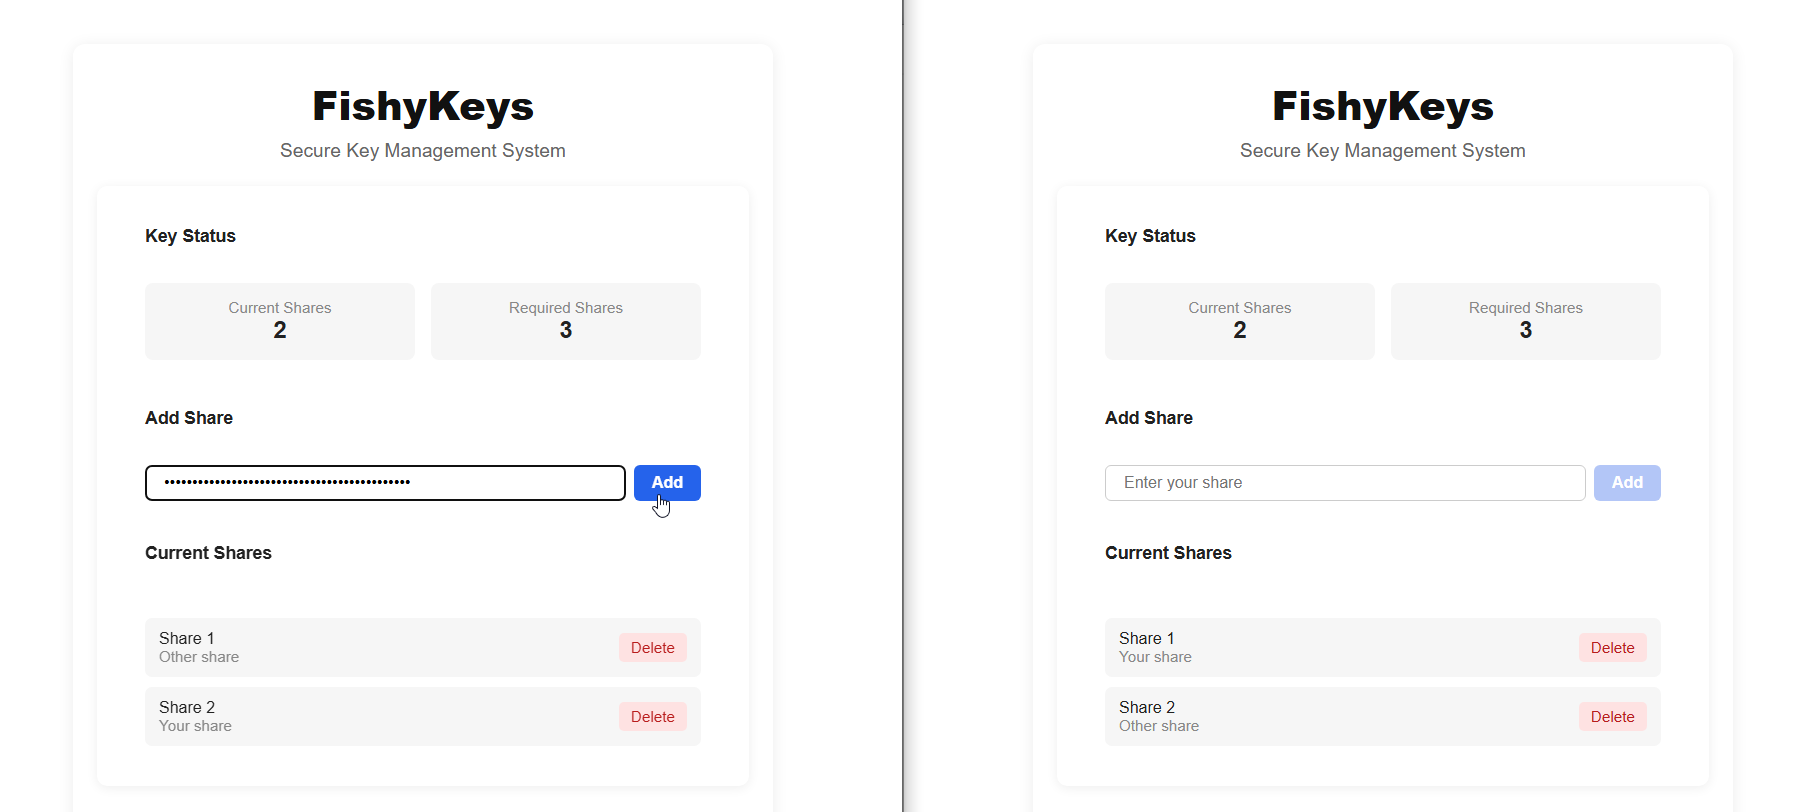 FishyKeys
Secure Key Management System
Key Status
Current Shares
2
Required Shares
3
Add Share
••••••••••••••••••••••••••••••••••••••••••••
Add
Current Shares
Share 1
Other share
Delete
Share 2
Your share
Delete
FishyKeys
Secure Key Management System
Key Status
Current Shares
2
Required Shares
3
Add Share
Enter your share
Add
Current Shares
Share 1
Your share
Delete
Share 2
Other share
Delete